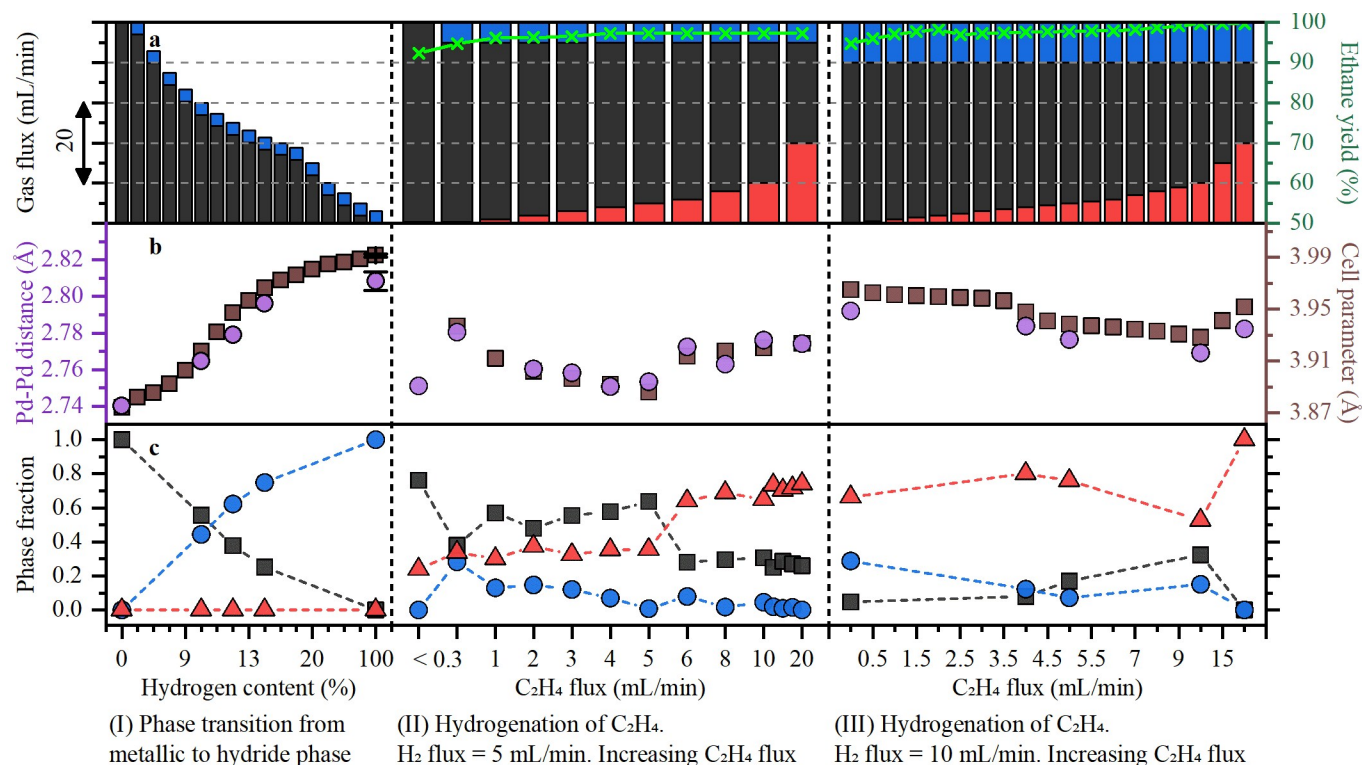 a
Gas flux (mL/min)
20
100
90
80
70
60
50
Ethane yield (%)
b
Pd-Pd distance (Å)
2.82
2.80
2.78
2.76
2.74
3.99
3.95
3.91
3.87
Cell parameter (Å)
c
Phase fraction
1.0
0.8
0.6
0.4
0.2
0.0
0 9 13 20 100
< 0.3 1 2 3 4 5 6 8 10 20
0.5 1.5 2.5 3.5 4.5 5.5 7 9 15
Hydrogen content (%)
C₂H₄ flux (mL/min)
C₂H₄ flux (mL/min)
(I) Phase transition from
metallic to hydride phase
(II) Hydrogenation of C₂H₄.
H₂ flux = 5 mL/min. Increasing C₂H₄ flux
(III) Hydrogenation of C₂H₄.
H₂ flux = 10 mL/min. Increasing C₂H₄ flux